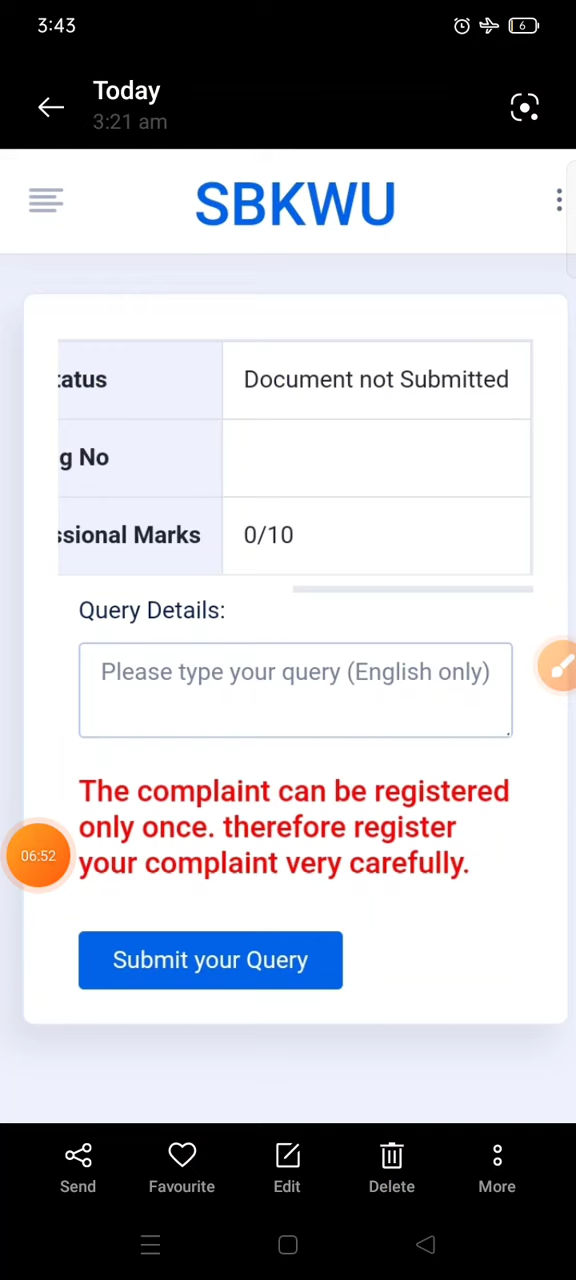 3:43
6
Today
3:21 am
SBKWU
tatus Document not Submitted
g No
ssional Marks 0/10
Query Details:
Please type your query (English only)
The complaint can be registered
only once. therefore register
your complaint very carefully.
06:52
Submit your Query
Send Favourite Edit Delete More